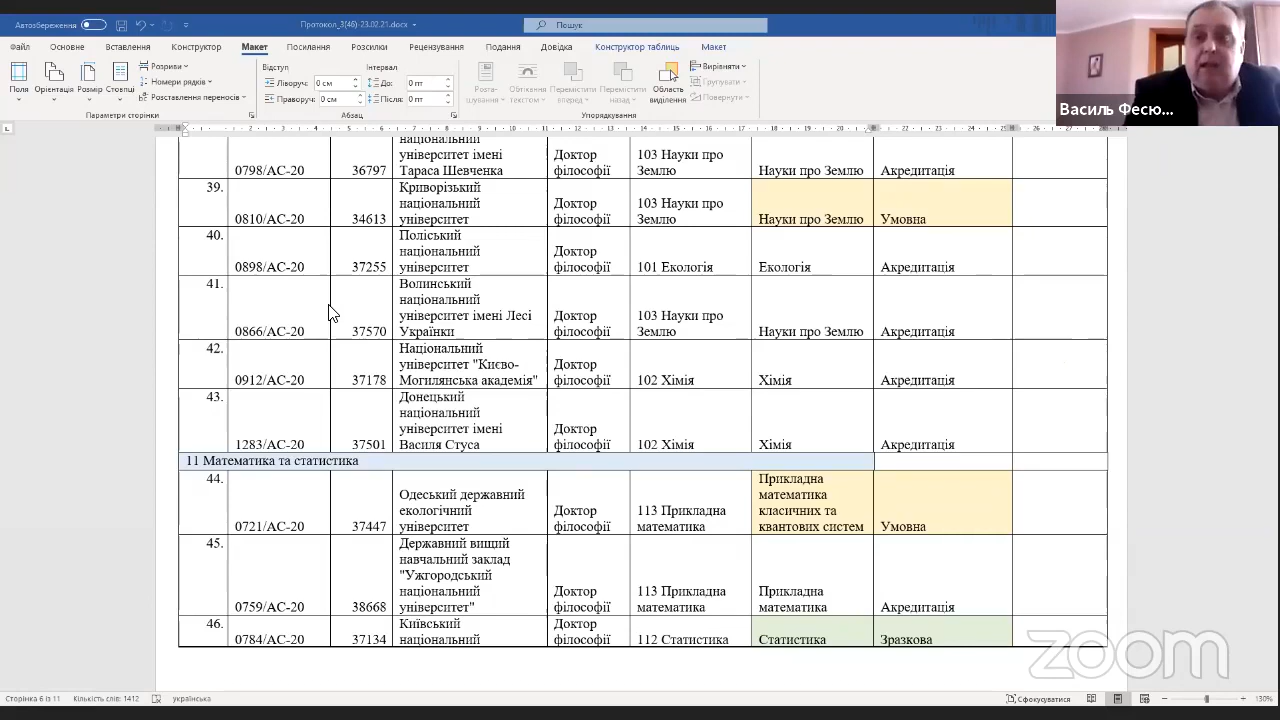 Автозбереження
Протокол_3(46)-23.02.21.docx
Пошук
Файл Основне Вставлення Конструктор Макет Посилання Розсилки Рецензування Подання Довідка Конструктор таблиць Макет
Поля
Орієнтація
Розмір
Стовпці
Розриви
Номери рядків
Розставлення переносів
Параметри сторінки
Відступ
Ліворуч: 0 см
Праворуч: 0 см
Інтервал
До: 0 пт
Після: 0 пт
Абзац
Розта-
шування
Обтікання
текстом
Перемістити
вперед
Перемістити
назад
Область
виділення
Вирівняти
Групувати
Повернути
Упорядкування
Василь Фесю...
національний
університет імені
Тараса Шевченка
0798/АС-20
36797
Доктор
філософії
103 Науки про
Землю
Науки про Землю
Акредитація
39.
0810/АС-20
34613
Криворізький
національний
університет
Доктор
філософії
103 Науки про
Землю
Науки про Землю
Умовна
40.
0898/АС-20
37255
Поліський
національний
університет
Доктор
філософії
101 Екологія
Екологія
Акредитація
41.
0866/АС-20
37570
Волинський
національний
університет імені Лесі
Українки
Доктор
філософії
103 Науки про
Землю
Науки про Землю
Акредитація
42.
0912/АС-20
37178
Національний
університет "Києво-
Могилянська академія"
Доктор
філософії
102 Хімія
Хімія
Акредитація
43.
1283/АС-20
37501
Донецький
національний
університет імені
Василя Стуса
Доктор
філософії
102 Хімія
Хімія
Акредитація
11 Математика та статистика
44.
0721/АС-20
37447
Одеський державний
екологічний
університет
Доктор
філософії
113 Прикладна
математика
Прикладна
математика
класичних та
квантових систем
Умовна
45.
0759/АС-20
38668
Державний вищий
навчальний заклад
"Ужгородський
національний
університет"
Доктор
філософії
113 Прикладна
математика
Прикладна
математика
Акредитація
46.
0784/АС-20
37134
Київський
національний
Доктор
філософії
112 Статистика
Статистика
Зразкова
zoom
Сторінка 6 із 11 Кількість слів: 1412 українська
Сфокусуватися
130%